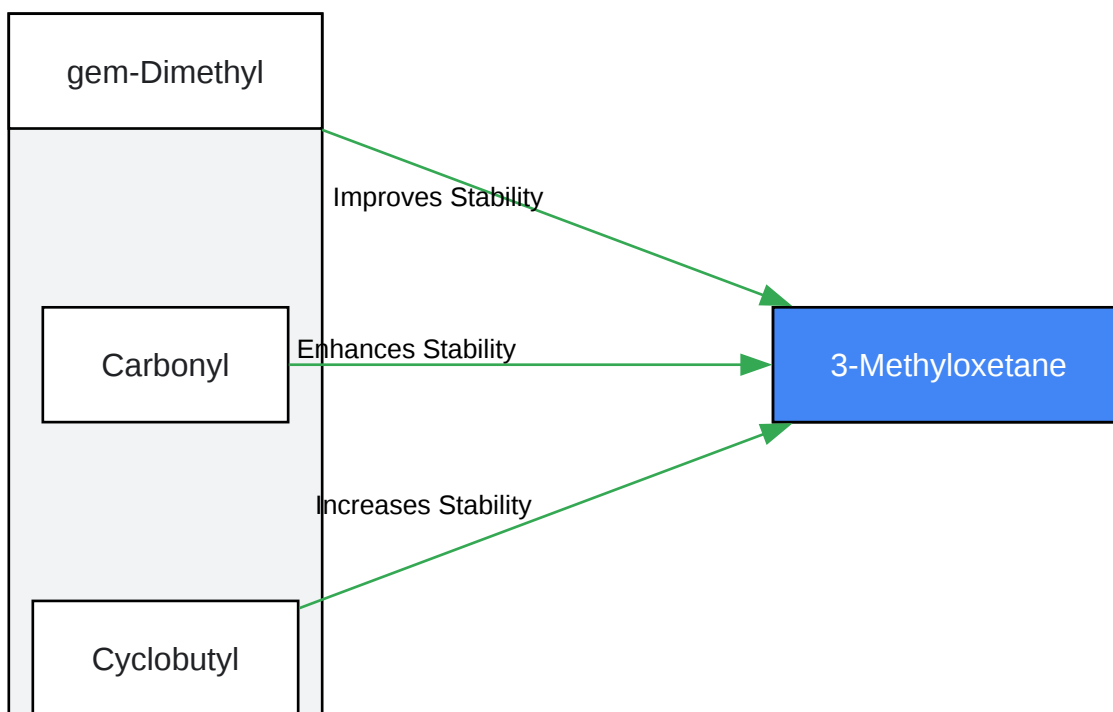 gem-Dimethyl
Improves Stability
Carbonyl
Enhances Stability
3-Methyloxetane
Increases Stability
Cyclobutyl